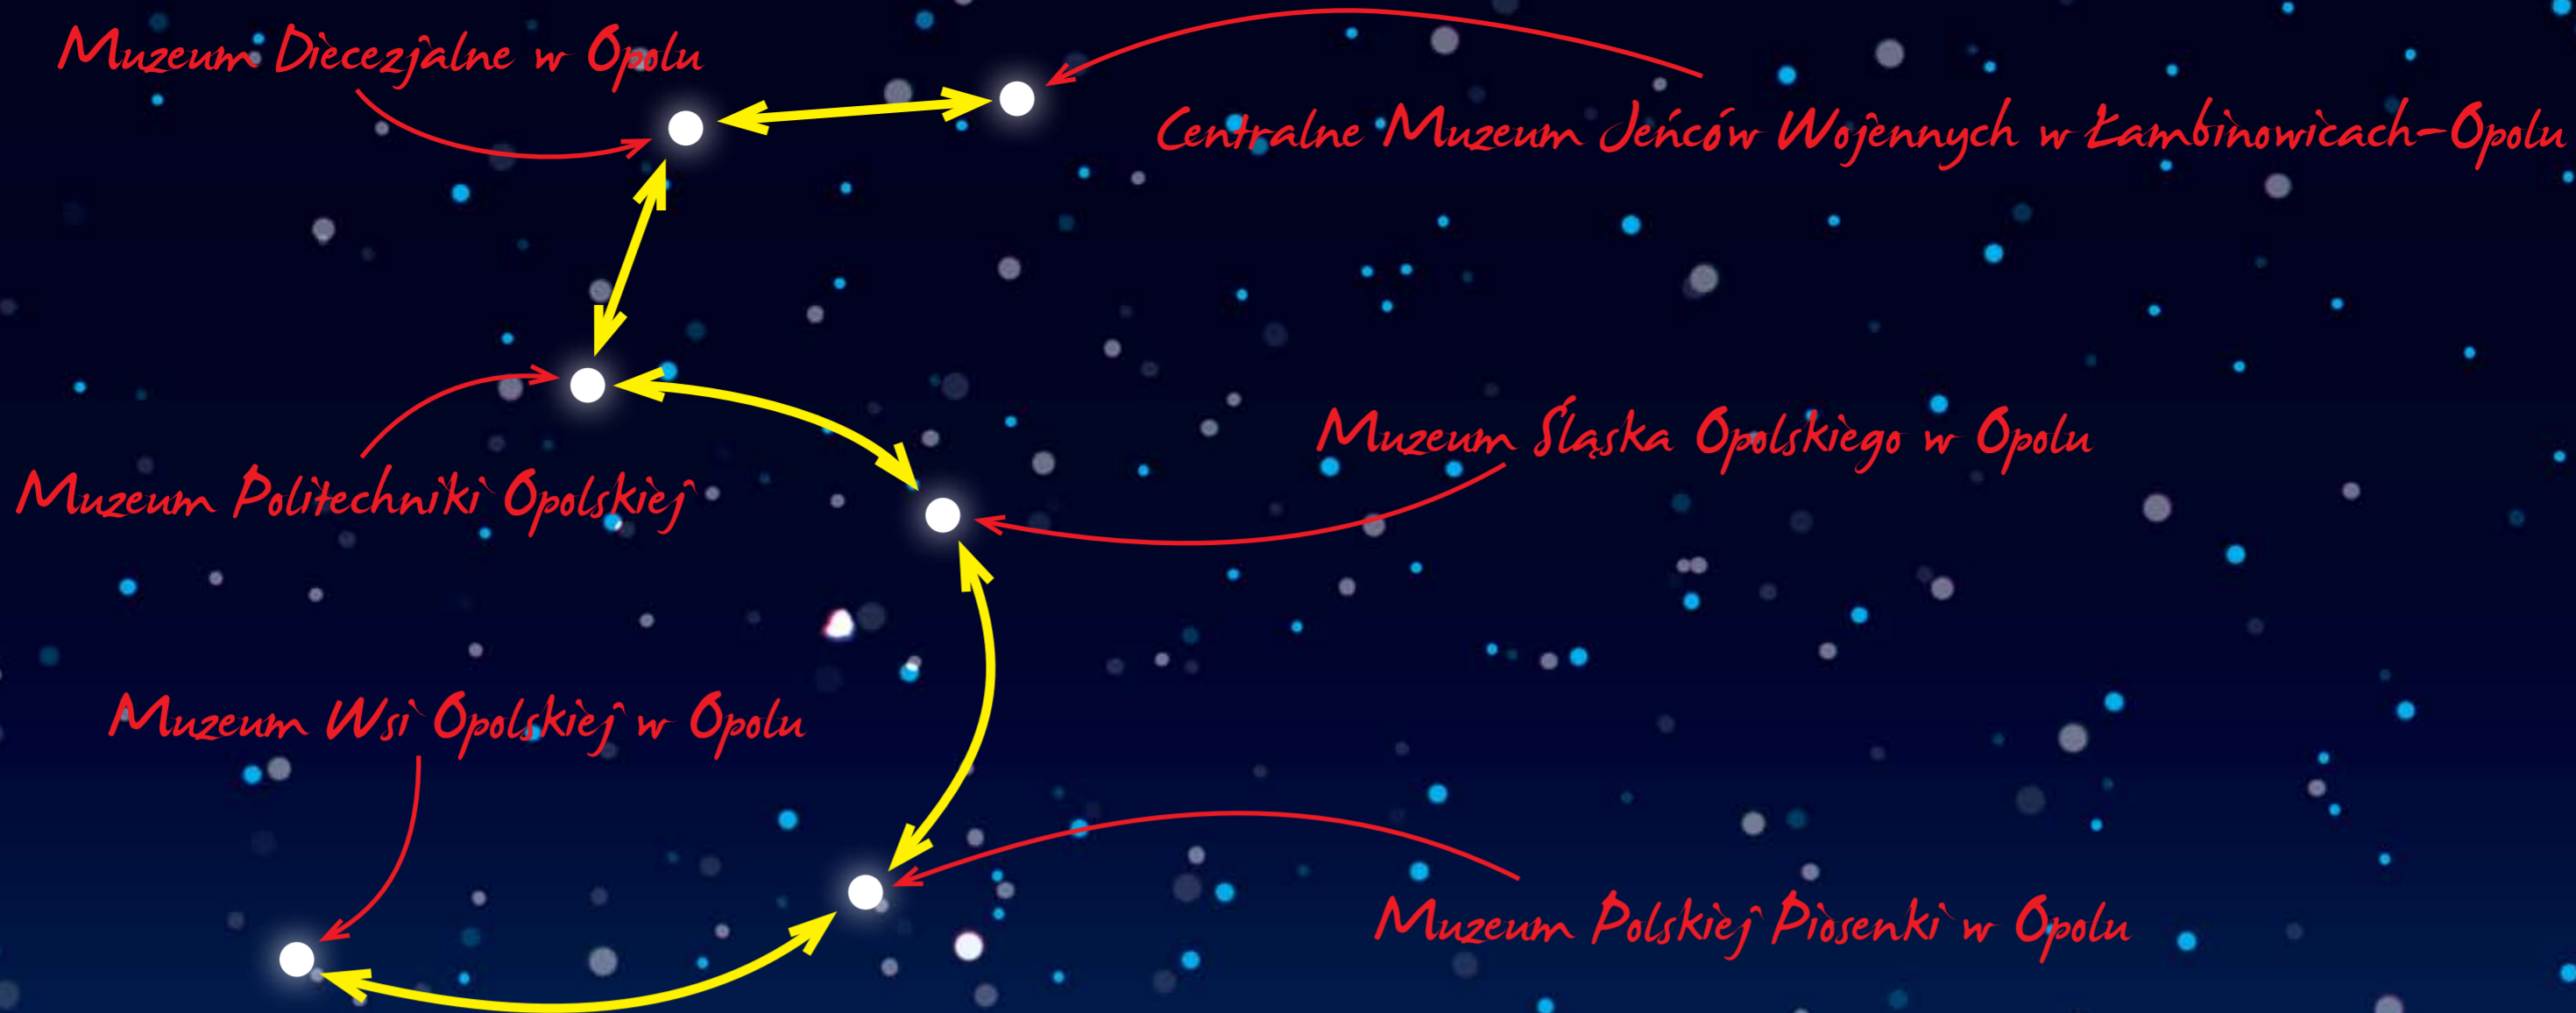 Muzeum Diecezjalne w Opolu
Centralne Muzeum Jeńców Wojennych w Łambinowicach-Opolu
Muzeum Śląska Opolskiego w Opolu
Muzeum Politechniki Opolskiej
Muzeum Wsi Opolskiej w Opolu
Muzeum Polskiej Piosenki w Opolu